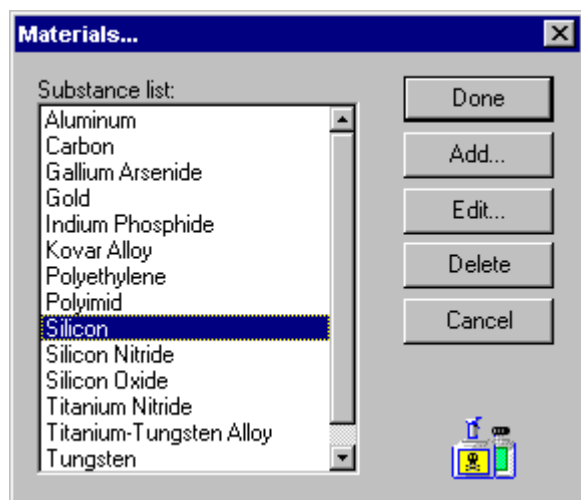 Materials...
Substance list:
Aluminum
Carbon
Gallium Arsenide
Gold
Indium Phosphide
Kovar Alloy
Polyethylene
Polyimid
Silicon
Silicon Nitride
Silicon Oxide
Titanium Nitride
Titanium-Tungsten Alloy
Tungsten
Done
Add...
Edit...
Delete
Cancel